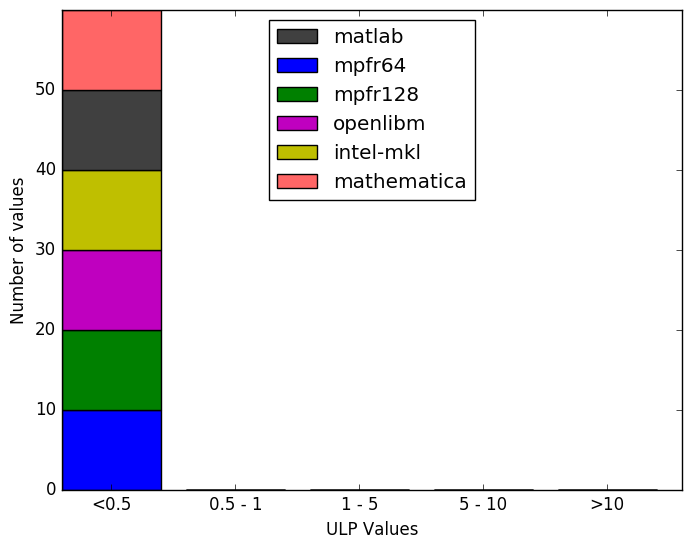 matlab
mpfr64
mpfr128
openlibm
intel-mkl
mathematica
Number of values
50
40
30
20
10
0
<0.5 0.5 - 1 1 - 5 5 - 10 >10
ULP Values